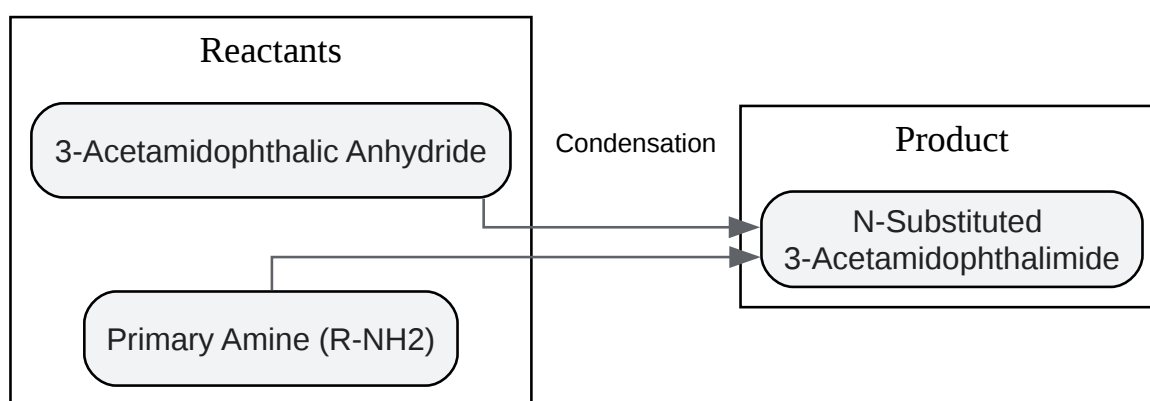 Reactants
3-Acetamidophthalic Anhydride
Primary Amine (R-NH2)
Condensation
Product
N-Substituted
3-Acetamidophthalimide